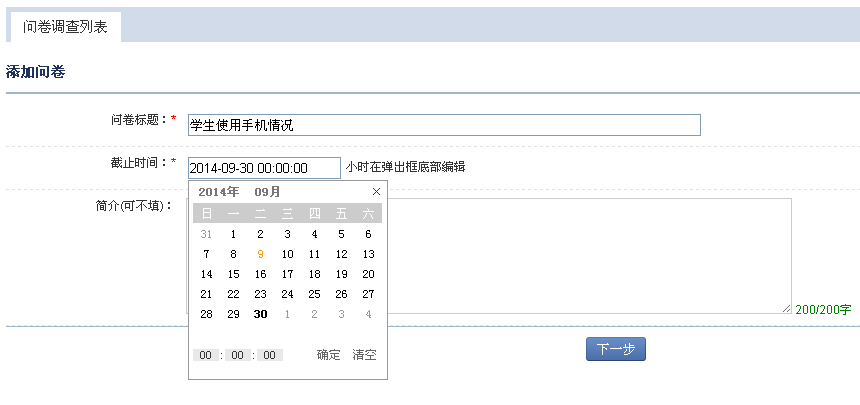 问卷调查列表
添加问卷
问卷标题：* 学生使用手机情况
截止时间：* 2014-09-30 00:00:00 小时在弹出框底部编辑
简介(可不填)：
2014年 09月 ×
日 一 二 三 四 五 六
31 1 2 3 4 5 6
7 8 9 10 11 12 13
14 15 16 17 18 19 20
21 22 23 24 25 26 27
28 29 30 1 2 3 4
00 : 00 : 00 确定 清空
200/200字
下一步